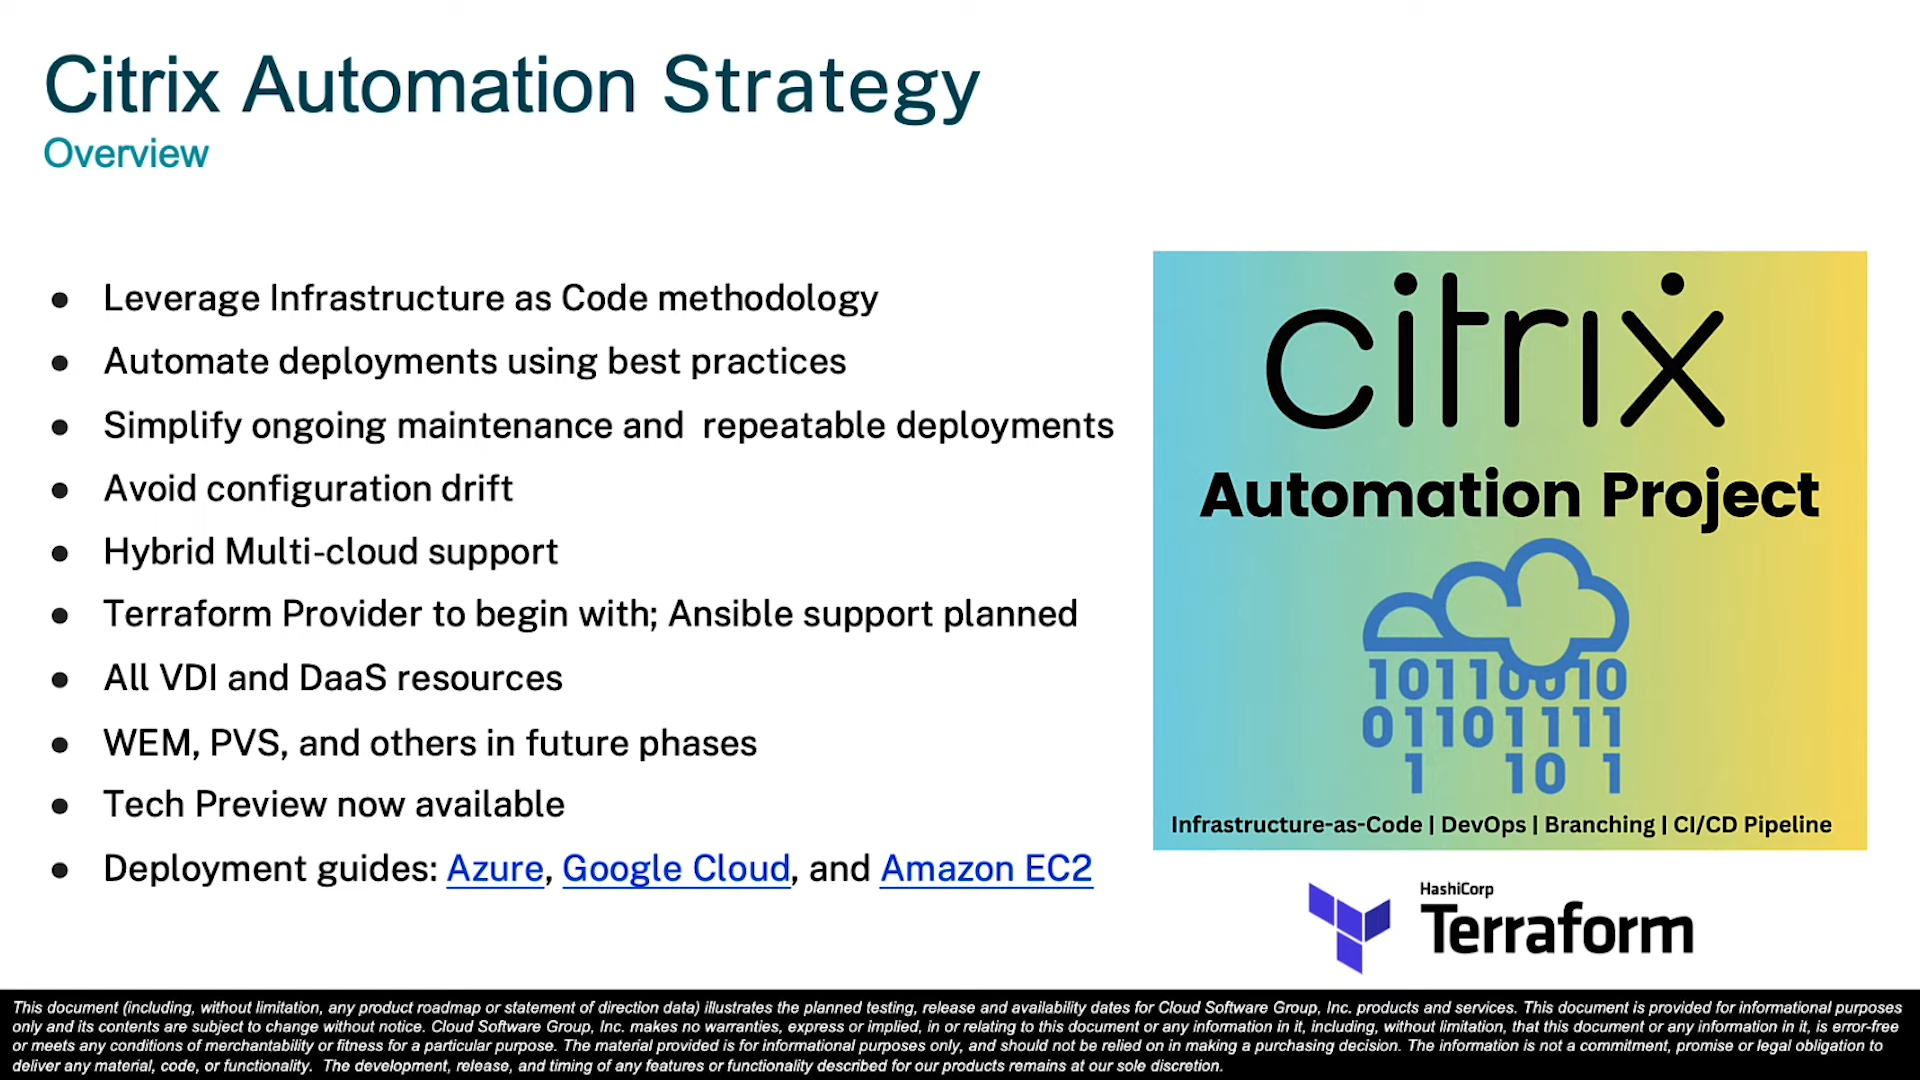 Citrix Automation Strategy
Overview
● Leverage Infrastructure as Code methodology
● Automate deployments using best practices
● Simplify ongoing maintenance and  repeatable deployments
● Avoid configuration drift
● Hybrid Multi-cloud support
● Terraform Provider to begin with; Ansible support planned
● All VDI and DaaS resources
● WEM, PVS, and others in future phases
● Tech Preview now available
● Deployment guides: Azure, Google Cloud, and Amazon EC2
citrix
Automation Project
10110010
01101111
1 10 1
Infrastructure-as-Code | DevOps | Branching | CI/CD Pipeline
HashiCorp
Terraform
This document (including, without limitation, any product roadmap or statement of direction data) illustrates the planned testing, release and availability dates for Cloud Software Group, Inc. products and services. This document is provided for informational purposes
only and its contents are subject to change without notice. Cloud Software Group, Inc. makes no warranties, express or implied, in or relating to this document or any information in it, including, without limitation, that this document or any information in it, is error-free
or meets any conditions of merchantability or fitness for a particular purpose. The material provided is for informational purposes only, and should not be relied on in making a purchasing decision. The information is not a commitment, promise or legal obligation to
deliver any material, code, or functionality.  The development, release, and timing of any features or functionality described for our products remains at our sole discretion.